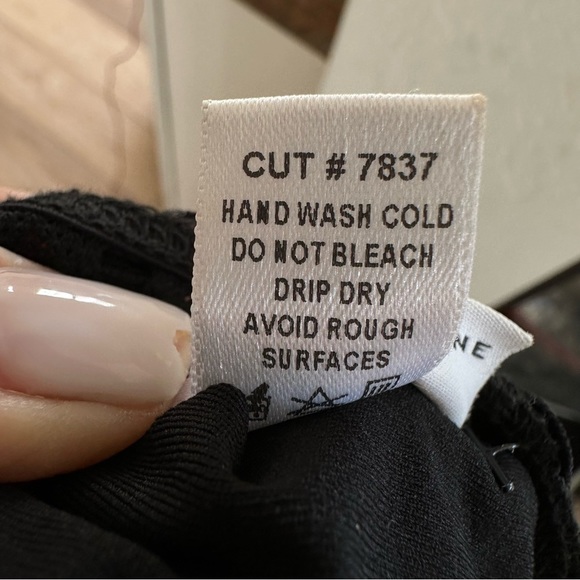 CUT # 7837
HAND WASH COLD
DO NOT BLEACH
DRIP DRY
AVOID ROUGH
SURFACES